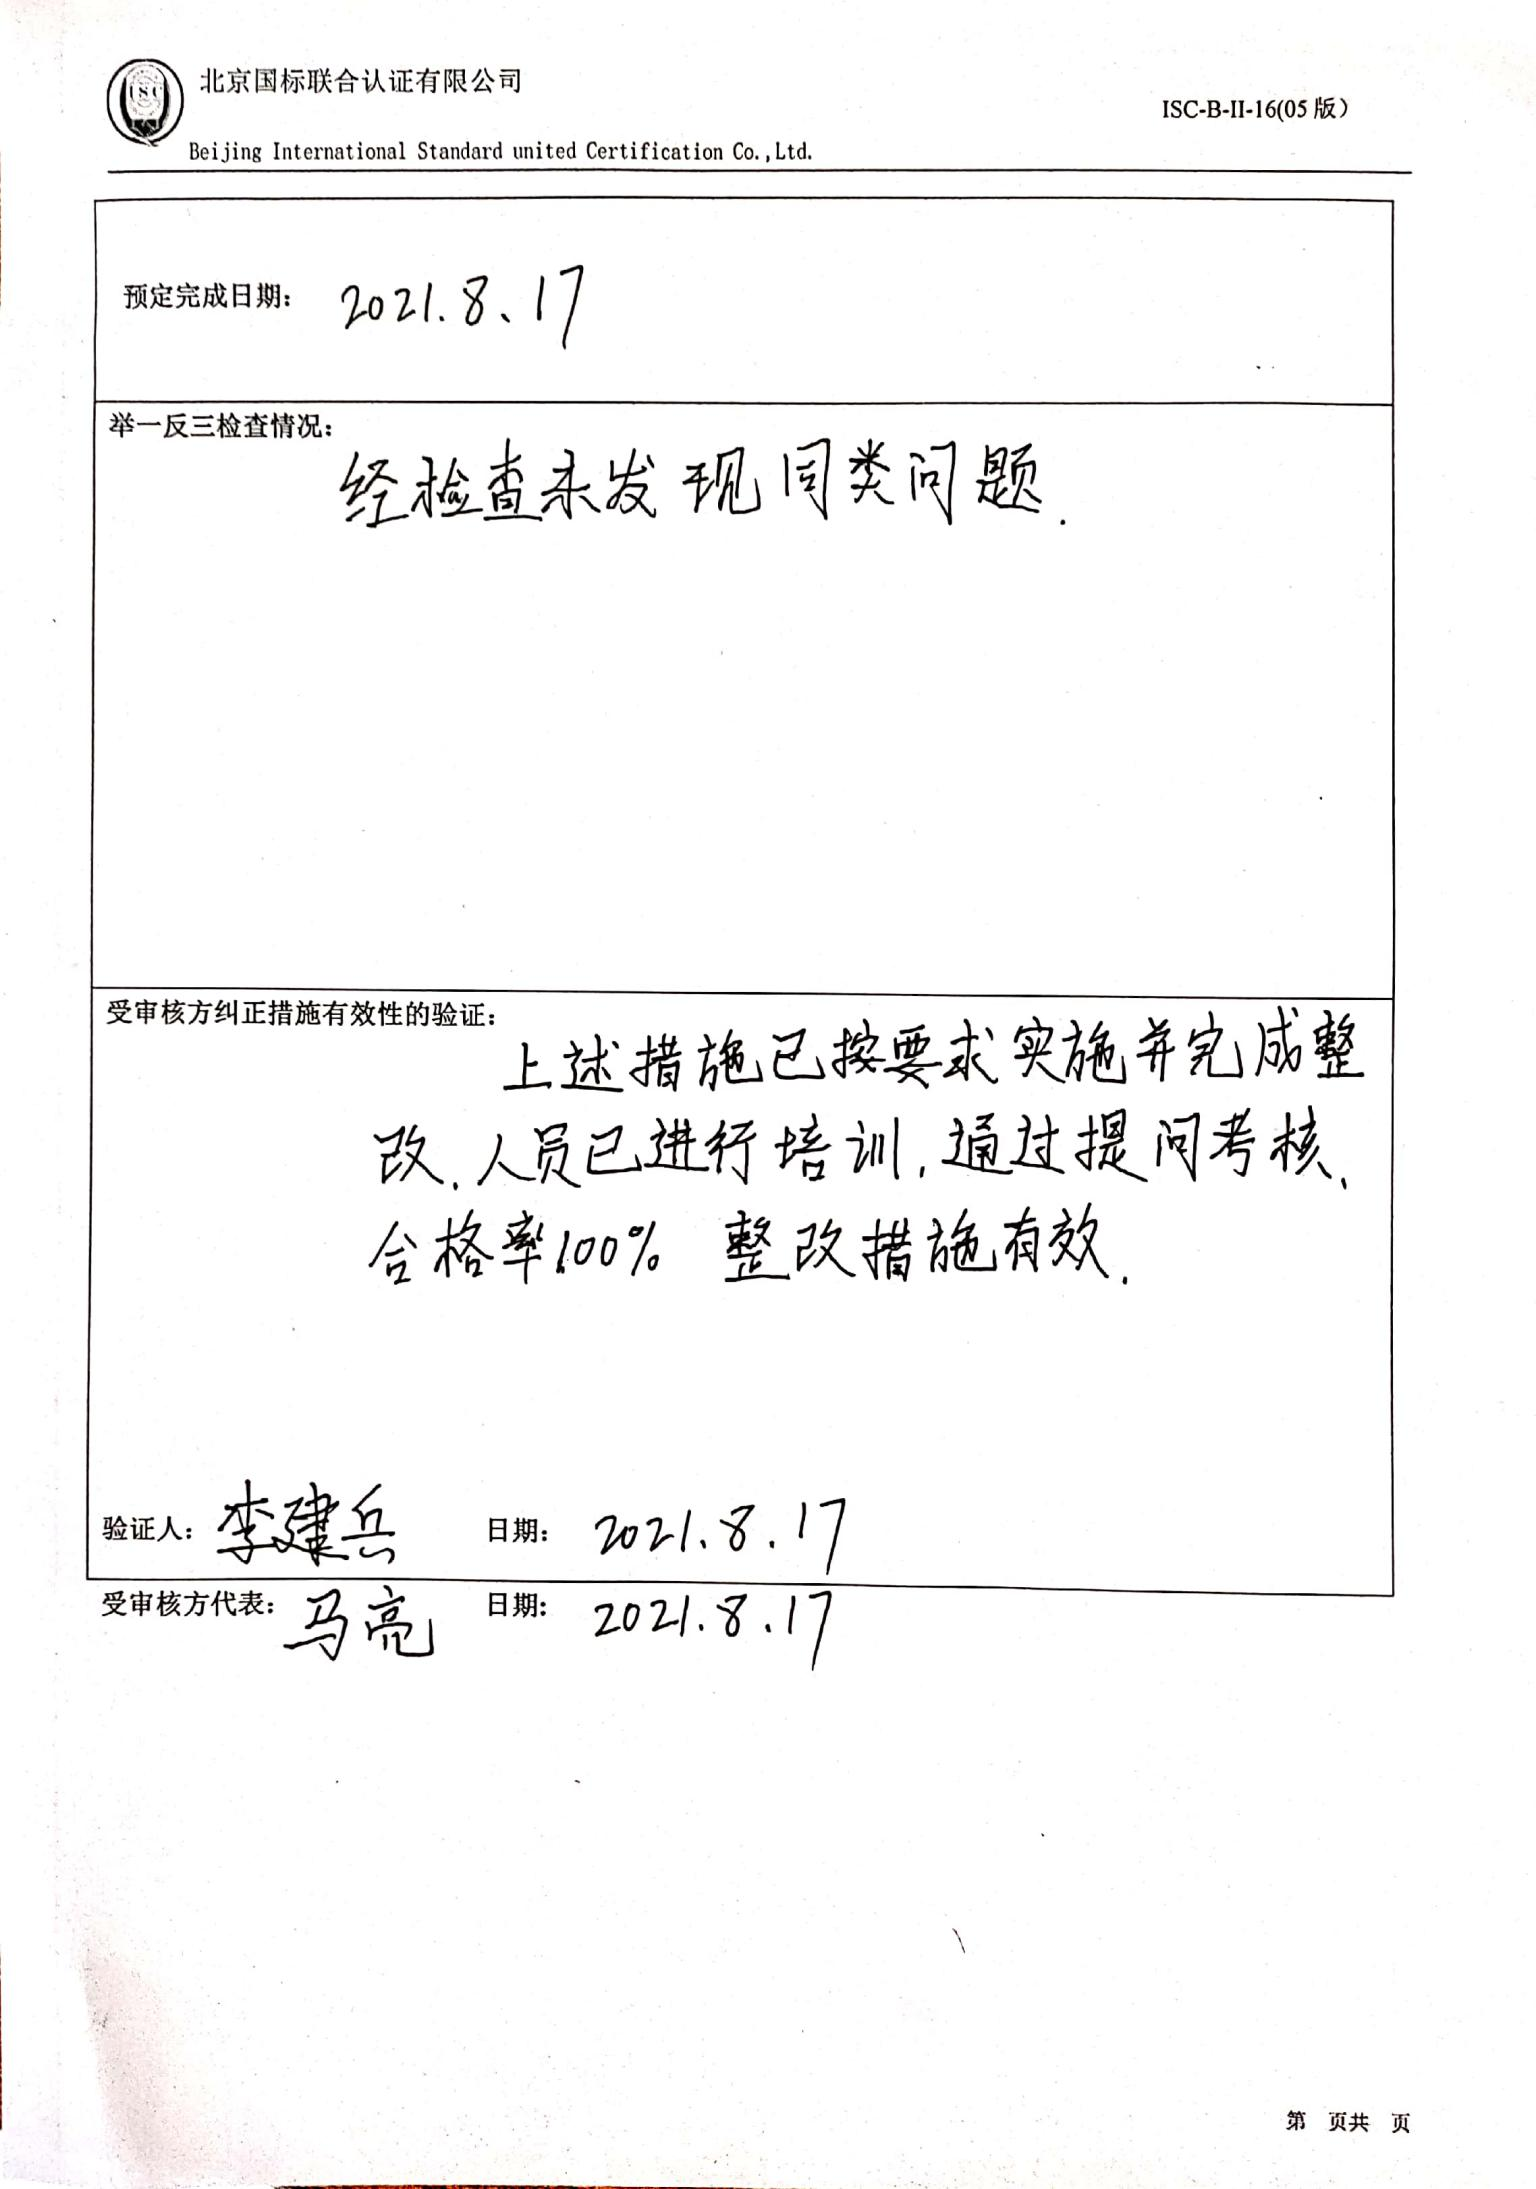 北京国标联合认证有限公司
ISC-B-II-16(05版)
Beijing International Standard united Certification Co.,Ltd.
预定完成日期: 2021.8、17
举一反三检查情况:
经检查未发现同类问题.
受审核方纠正措施有效性的验证:
上述措施已按要求实施并完成整
改.人员已进行培训,通过提问考核、
合格率100% 整改措施有效.
验证人: 李建兵 日期: 2021、8.17
受审核方代表: 马亮 日期: 2021.8.17
第 页共 页